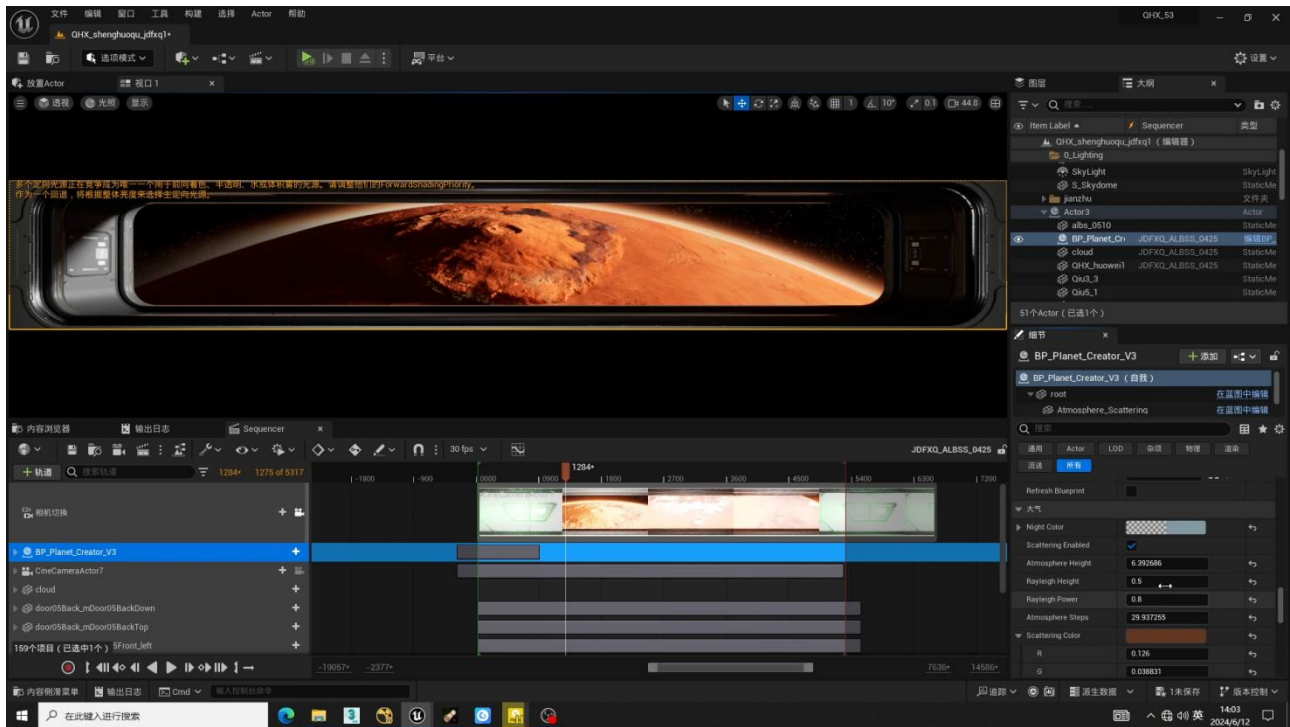 文件 编辑 窗口 工具 构建 选择 Actor 帮助
QHX_53
QHX_shenghuoqu_jdfxq1•
选项模式
平台
设置
放置Actor
视口 1
图层
大纲
透视
光照
显示
1
10°
0.1
44.8
搜索...
Item Label
Sequencer
类型
QHX_shenghuoqu_jdfxq1（编辑器）
0_Lighting
SkyLight SkyLight
S_Skydome StaticMe
jianzhu 文件夹
Actor3 Actor
albs_0510 StaticMe
BP_Planet_Cr JDFXQ_ALBSS_0425 编辑BP_
cloud JDFXQ_ALBSS_0425 StaticMe
QHX_huowei1 JDFXQ_ALBSS_0425 StaticMe
Qiu3_3 StaticMe
Qiu5_1 StaticMe
51个Actor（已选1个）
多个定向光源正在竞争成为唯一一个用于前向着色、半透明、水或体积雾的光源。请调整他们的ForwardShadingPriority。
作为一个回退，将根据整体亮度来选择主定向光源。
细节
BP_Planet_Creator_V3
添加
BP_Planet_Creator_V3（自我）
root 在蓝图中编辑
Atmosphere_Scattering 在蓝图中编辑
搜索
通用 Actor LOD 杂项 物理 渲染
流送 所有
Refresh Blueprint
大气
Night Color
Scattering Enabled
Atmosphere Height 6.392686
Rayleigh Height 0.5
Rayleigh Power 0.8
Atmosphere Steps 29.937255
Scattering Color
R 0.126
G 0.038831
内容浏览器
输出日志
Sequencer
30 fps
JDFXQ_ALBSS_0425
轨道
搜索轨道
1284• 1275 of 5317
1284•
-1800 -900 0000 0900 1800 2700 3600 4500 5400 6300 7200
相机切换
BP_Planet_Creator_V3
CineCameraActor7
cloud
door05Back_mDoor05BackDown
door05Back_mDoor05BackTop
159个项目（已选中1个） 5Front_left
-19057• -2377• 7636• 14586•
内容侧滑菜单
输出日志
Cmd
输入控制台命令
追踪
派生数据
1未保存
版本控制
在此键入进行搜索
英
14:03
2024/6/12